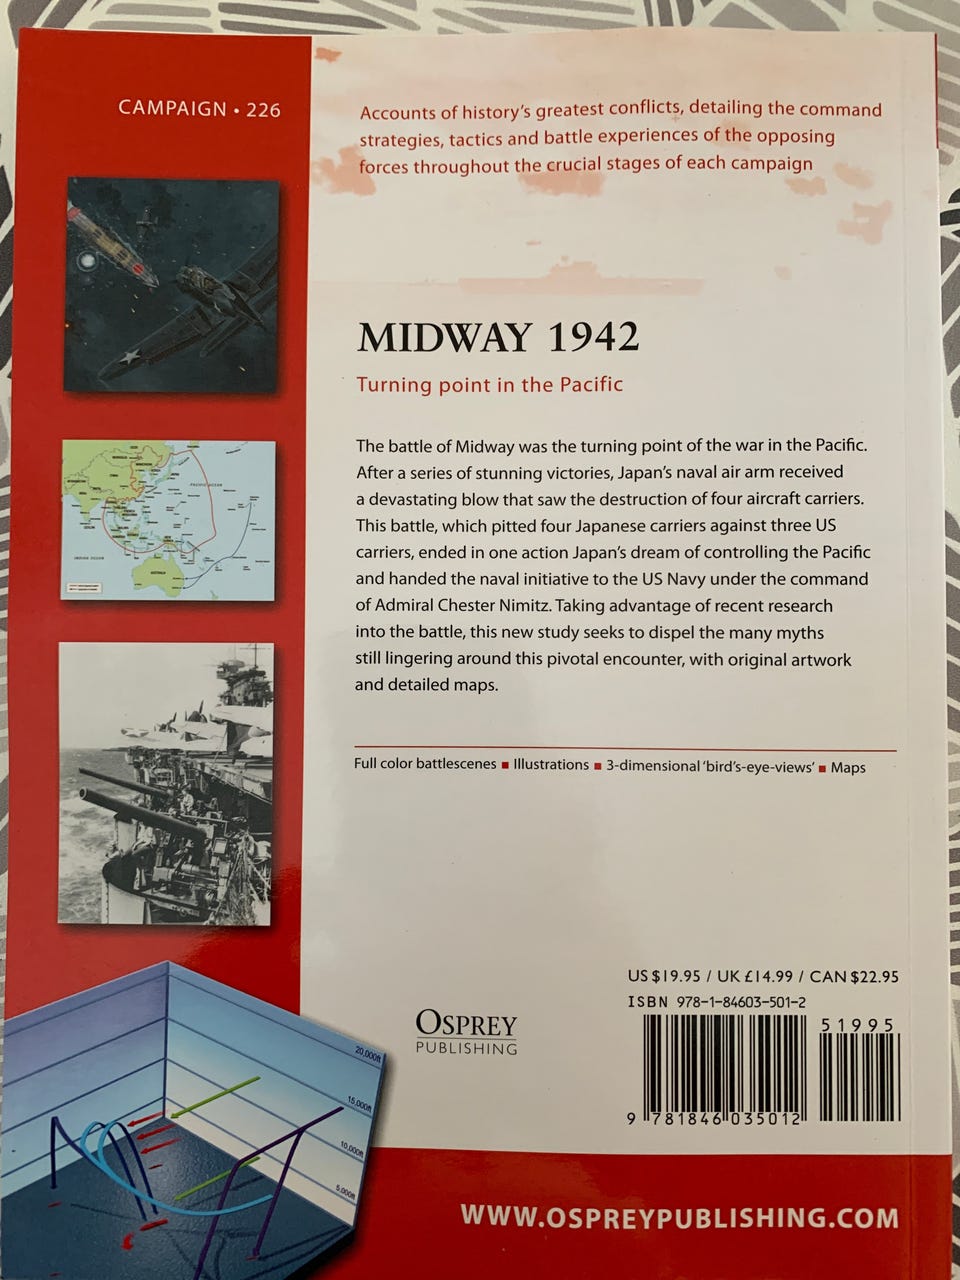 CAMPAIGN • 226
Accounts of history's greatest conflicts, detailing the command
strategies, tactics and battle experiences of the opposing
forces throughout the crucial stages of each campaign
MIDWAY 1942
Turning point in the Pacific
The battle of Midway was the turning point of the war in the Pacific.
After a series of stunning victories, Japan's naval air arm received
a devastating blow that saw the destruction of four aircraft carriers.
This battle, which pitted four Japanese carriers against three US
carriers, ended in one action Japan's dream of controlling the Pacific
and handed the naval initiative to the US Navy under the command
of Admiral Chester Nimitz. Taking advantage of recent research
into the battle, this new study seeks to dispel the many myths
still lingering around this pivotal encounter, with original artwork
and detailed maps.
Full color battlescenes ■ Illustrations ■ 3-dimensional 'bird's-eye-views' ■ Maps
PACIFIC OCEAN
INDIAN OCEAN
AUSTRALIA
20,000ft
15,000ft
10,000ft
5,000ft
US $19.95 / UK £14.99 / CAN $22.95
ISBN 978-1-84603-501-2
51995
9 781846 035012
OSPREY
PUBLISHING
WWW.OSPREYPUBLISHING.COM